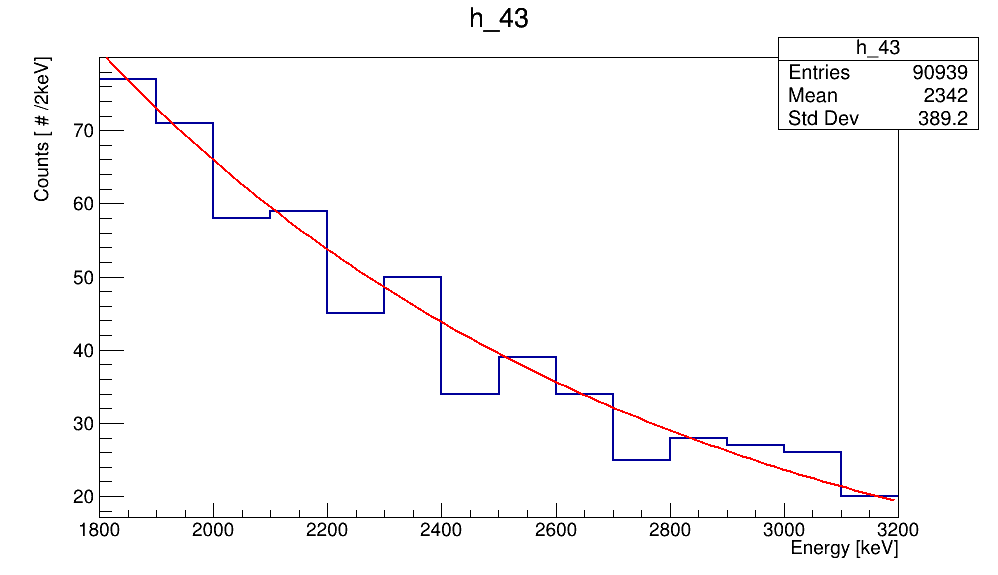 h_43
h_43
Entries 90939
Mean 2342
Std Dev 389.2
Counts [ # /2keV]
70
60
50
40
30
20
1800 2000 2200 2400 2600 2800 3000 3200
Energy [keV]